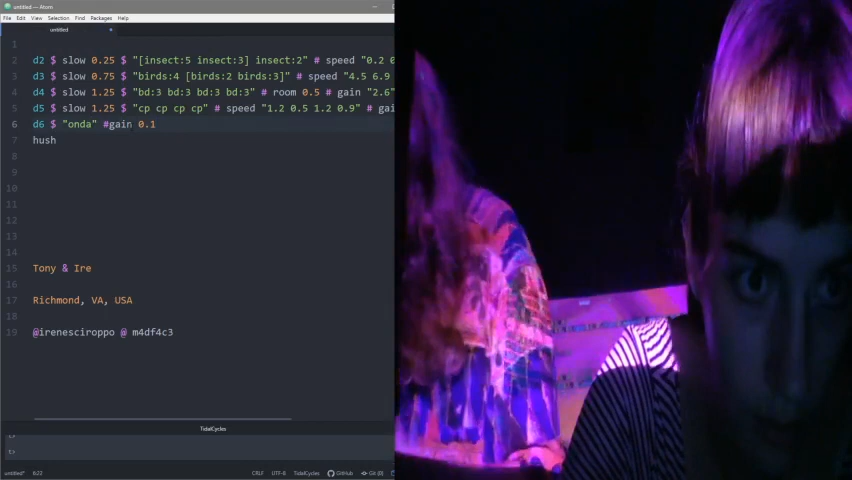 untitled — Atom
File Edit View Selection Find Packages Help
untitled
1
2 d2 $ slow 0.25 $ "[insect:5 insect:3] insect:2" # speed "0.2 0
3 d3 $ slow 0.75 $ "birds:4 [birds:2 birds:3]" # speed "4.5 6.9
4 d4 $ slow 1.25 $ "bd:3 bd:3 bd:3 bd:3" # room 0.5 # gain "2.6"
5 d5 $ slow 1.25 $ "cp cp cp cp" # speed "1.2 0.5 1.2 0.9" # gai
6 d6 $ "onda" #gain 0.1
7 hush
8
9
10
11
12
13
14
15 Tony & Ire
16
17 Richmond, VA, USA
18
19 @irenesciroppo @ m4df4c3
TidalCycles
t>
t>
untitled* 6:22 CRLF UTF-8 TidalCycles GitHub Git (0)